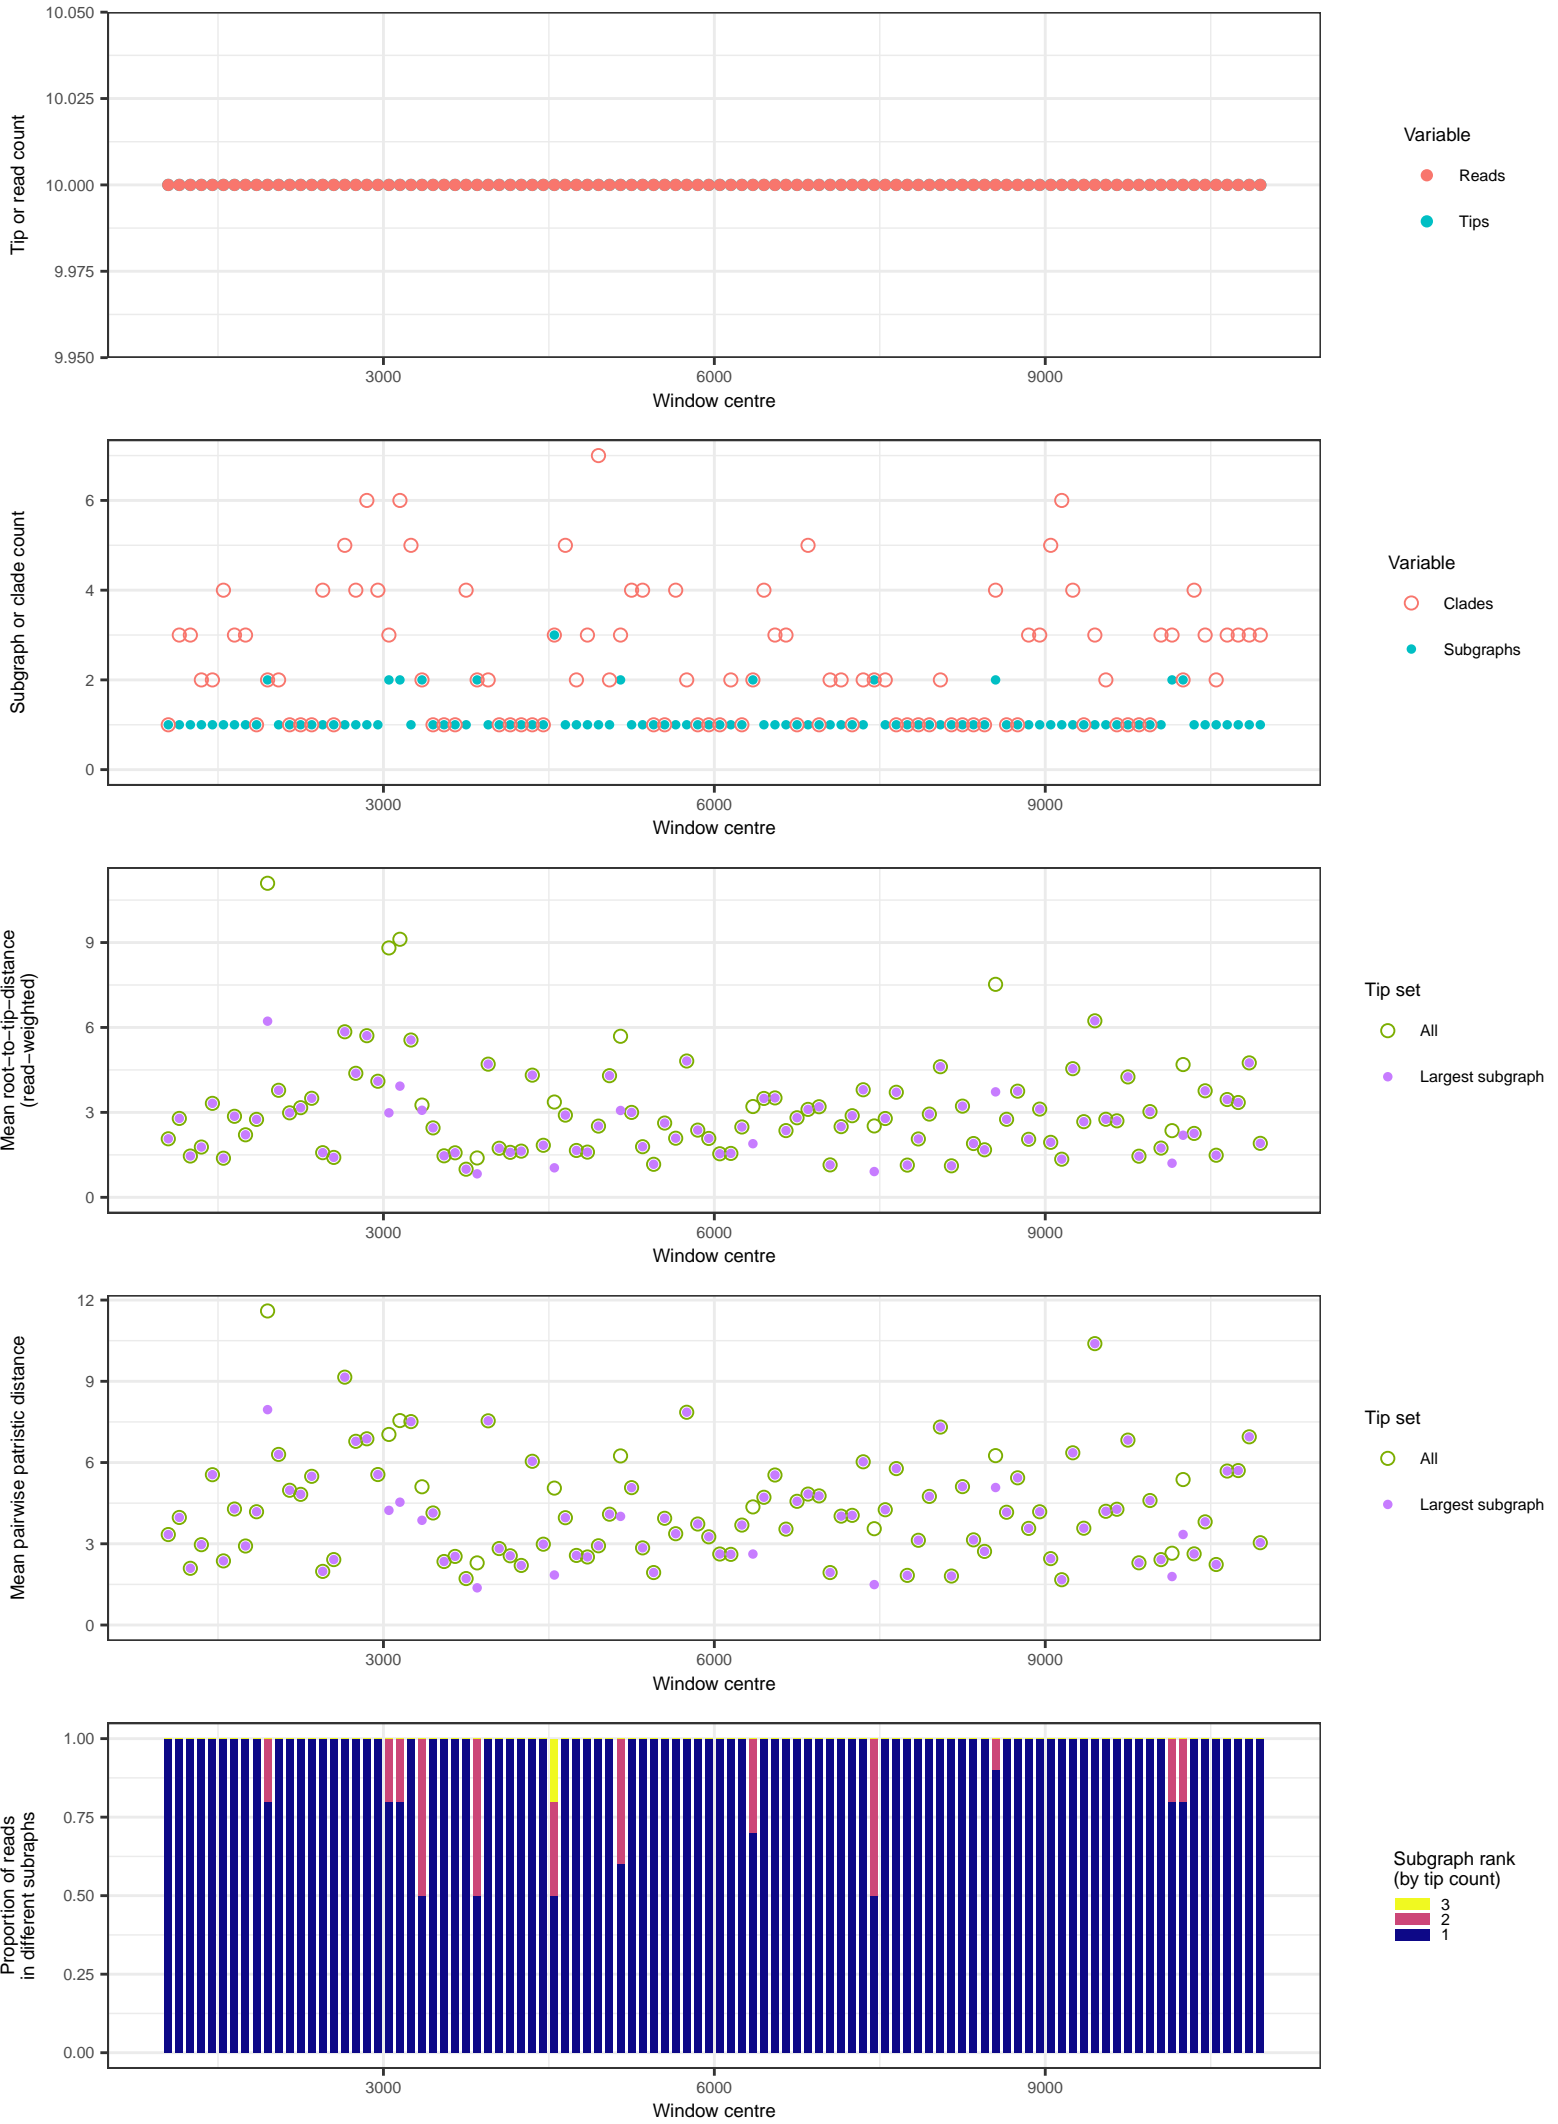 10.050
10.025
10.000
9.975
9.950
Tip or read count
3000 6000 9000
Window centre
Variable
Reads
Tips
6
4
2
0
Subgraph or clade count
3000 6000 9000
Window centre
Variable
Clades
Subgraphs
9
6
3
0
Mean root−to−tip−distance
(read−weighted)
3000 6000 9000
Window centre
Tip set
All
Largest subgraph
12
9
6
3
0
Mean pairwise patristic distance
3000 6000 9000
Window centre
Tip set
All
Largest subgraph
1.00
0.75
0.50
0.25
0.00
Proportion of reads
in different subraphs
3000 6000 9000
Window centre
Subgraph rank
(by tip count)
3
2
1